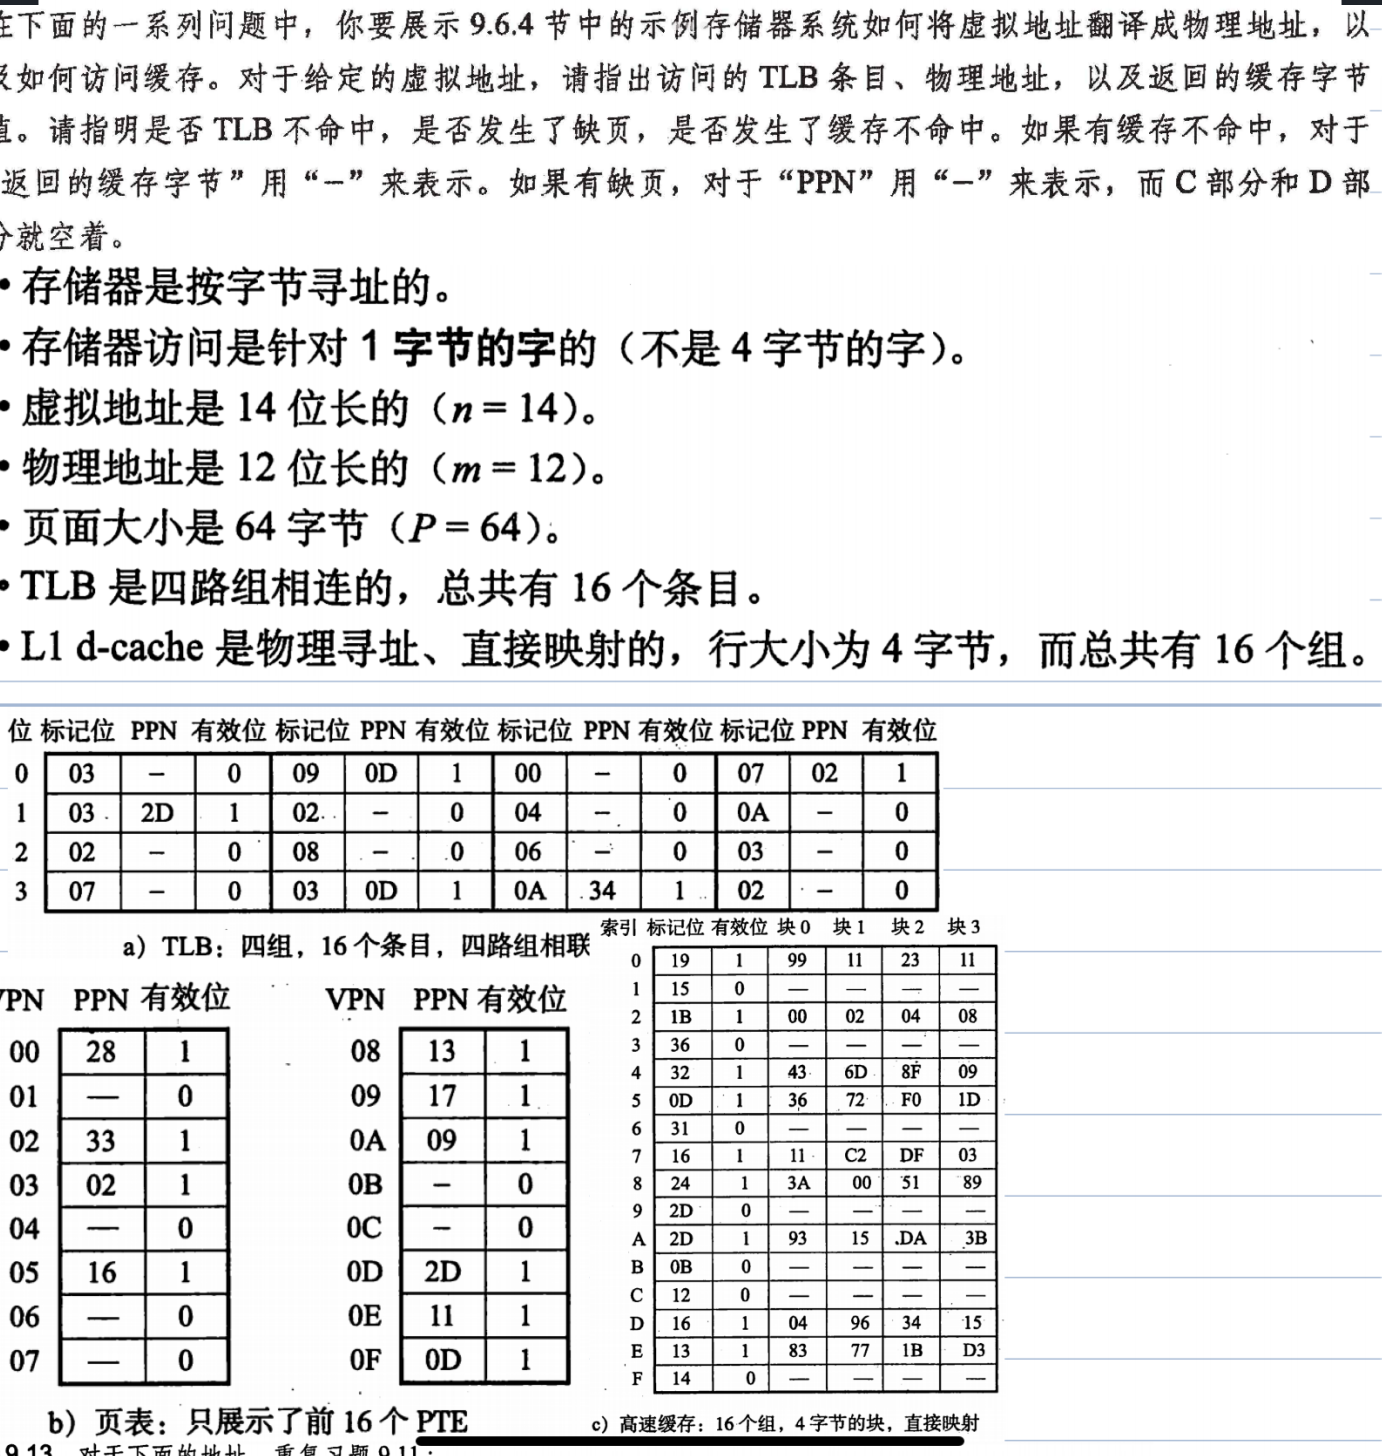 在下面的一系列问题中，你要展示 9.6.4 节中的示例存储器系统如何将虚拟地址翻译成物理地址，以
及如何访问缓存。对于给定的虚拟地址，请指出访问的 TLB 条目、物理地址，以及返回的缓存字节
值。请指明是否 TLB 不命中，是否发生了缺页，是否发生了缓存不命中。如果有缓存不命中，对于
返回的缓存字节”用“–”来表示。如果有缺页，对于“PPN”用“–”来表示，而 C 部分和 D 部
分就空着。
• 存储器是按字节寻址的。
• 存储器访问是针对 1 字节的字的（不是 4 字节的字）。
• 虚拟地址是 14 位长的（n = 14）。
• 物理地址是 12 位长的（m = 12）。
• 页面大小是 64 字节（P = 64）。
• TLB 是四路组相连的，总共有 16 个条目。
• L1 d-cache 是物理寻址、直接映射的，行大小为 4 字节，而总共有 16 个组。
位 标记位 PPN 有效位 标记位 PPN 有效位 标记位 PPN 有效位 标记位 PPN 有效位
0 03 – 0 09 0D 1 00 – 0 07 02 1
1 03 2D 1 02 – 0 04 – 0 0A – 0
2 02 – 0 08 – 0 06 – 0 03 – 0
3 07 – 0 03 0D 1 0A 34 1 02 – 0
a）TLB：四组，16 个条目，四路组相联
VPN PPN 有效位 VPN PPN 有效位
00 28 1 08 13 1
01 — 0 09 17 1
02 33 1 0A 09 1
03 02 1 0B – 0
04 — 0 0C – 0
05 16 1 0D 2D 1
06 — 0 0E 11 1
07 — 0 0F 0D 1
b）页表：只展示了前 16 个 PTE
索引 标记位 有效位 块 0 块 1 块 2 块 3
0 19 1 99 11 23 11
1 15 0 — — — —
2 1B 1 00 02 04 08
3 36 0 — — — —
4 32 1 43 6D 8F 09
5 0D 1 36 72 F0 1D
6 31 0 — — — —
7 16 1 11 C2 DF 03
8 24 1 3A 00 51 89
9 2D 0 — — — —
A 2D 1 93 15 DA 3B
B 0B 0 — — — —
C 12 0 — — — —
D 16 1 04 96 34 15
E 13 1 83 77 1B D3
F 14 0 — — — —
c）高速缓存：16 个组，4 字节的块，直接映射
9.13 对于下面的地址，重复习题 9.11：